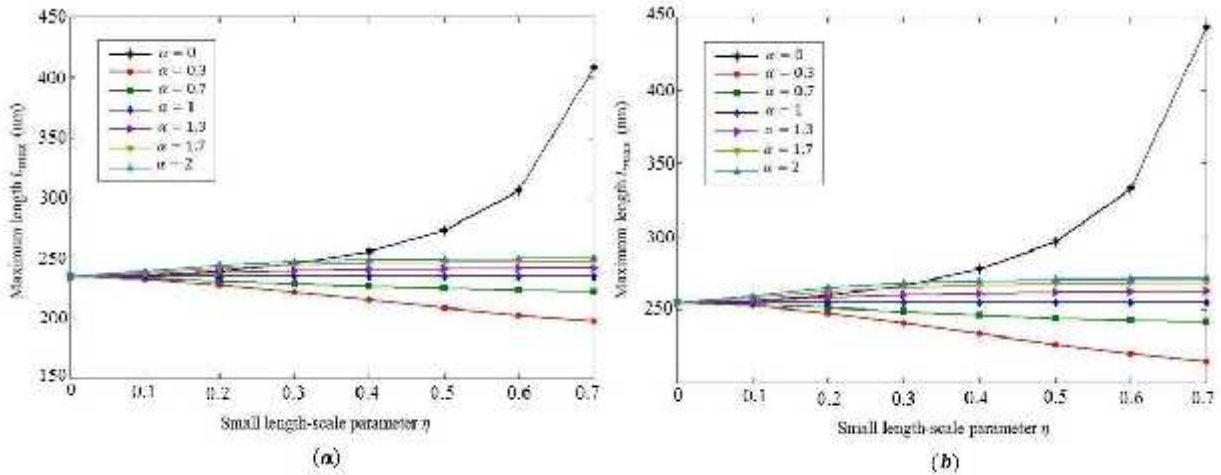 450
400
350
300
250
200
150
Maximum length Lmax (nm)
α = 0
α = 0.3
α = 0.7
α = 1
α = 1.3
α = 1.7
α = 2
0 0.1 0.2 0.3 0.4 0.5 0.6 0.7
Small length-scale parameter η
(a)
450
400
350
300
250
Maximum length Lmax (nm)
α = 0
α = 0.3
α = 0.7
α = 1
α = 1.3
α = 1.7
α = 2
0 0.1 0.2 0.3 0.4 0.5 0.6 0.7
Small length-scale parameter η
(b)